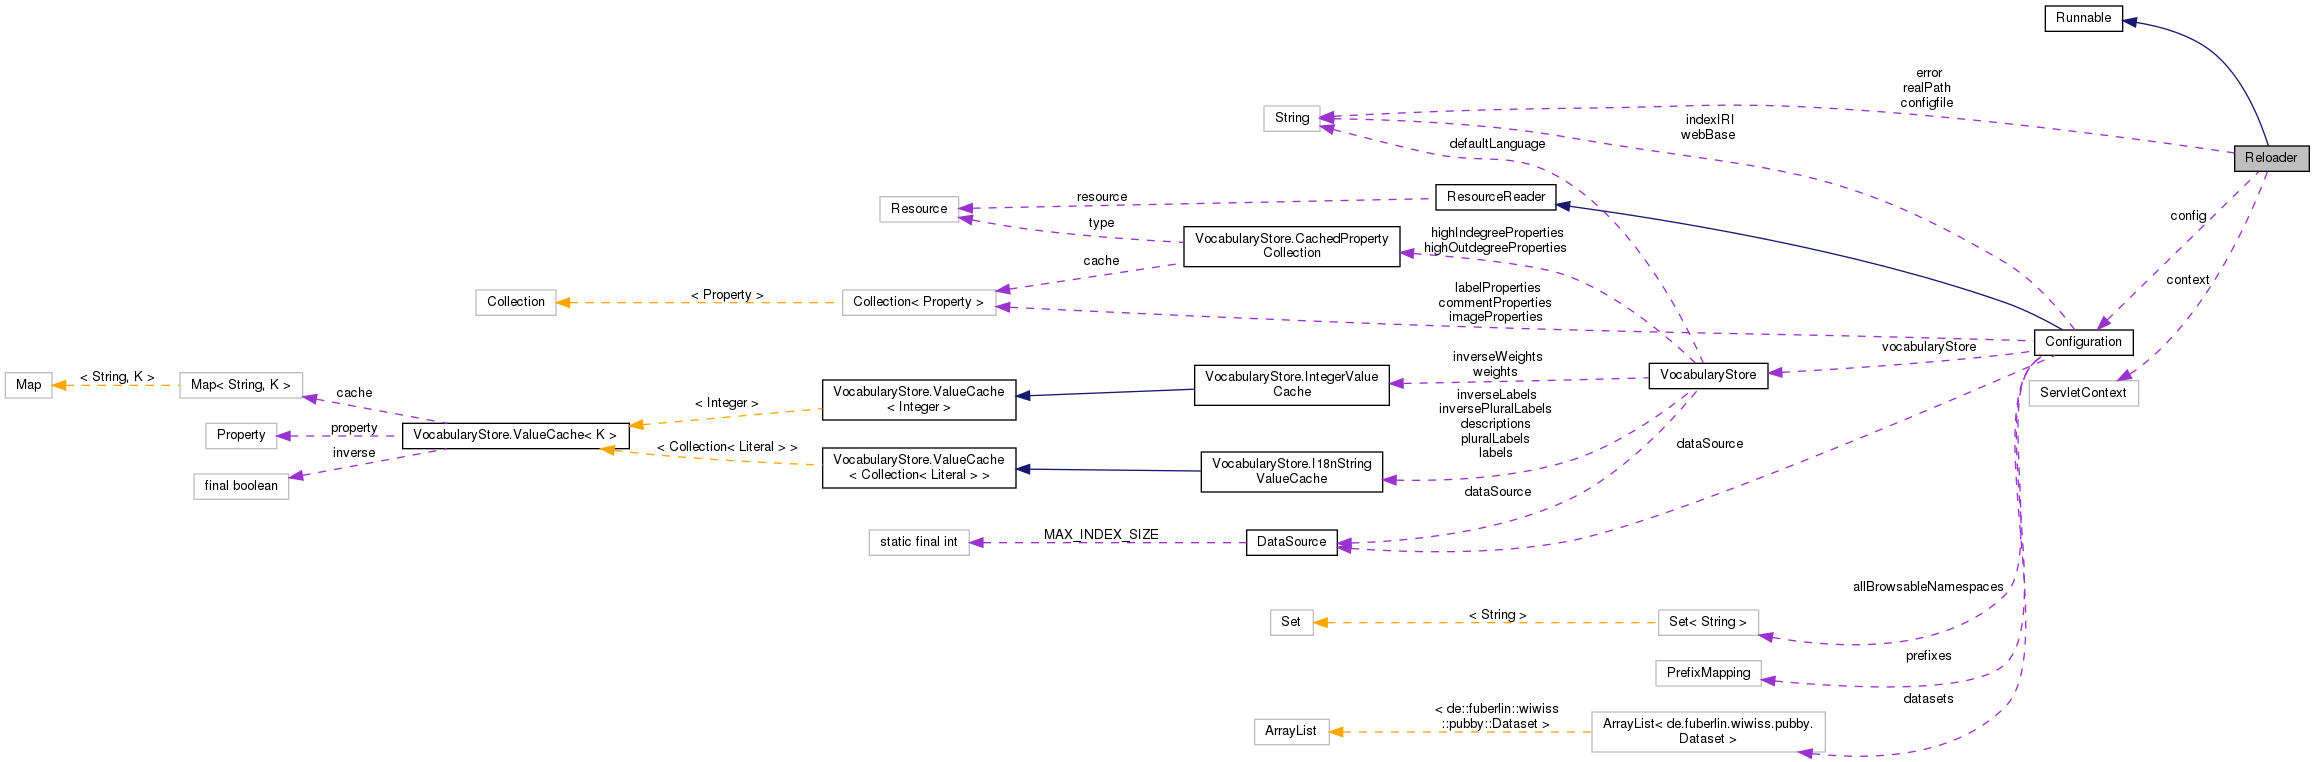 Runnable
error
realPath
configfile
String
indexIRI
webBase
defaultLanguage
Reloader
resource
ResourceReader
Resource
type
config
VocabularyStore.CachedProperty
Collection
highIndegreeProperties
highOutdegreeProperties
cache
context
Collection
< Property >
Collection< Property >
labelProperties
commentProperties
imageProperties
Configuration
vocabularyStore
Map
< String, K >
Map< String, K >
cache
VocabularyStore.ValueCache
< Integer >
VocabularyStore.IntegerValue
Cache
inverseWeights
weights
VocabularyStore
ServletContext
< Integer >
inverseLabels
inversePluralLabels
descriptions
pluralLabels
labels
Property
property
VocabularyStore.ValueCache< K >
inverse
< Collection< Literal > >
dataSource
VocabularyStore.ValueCache
< Collection< Literal > >
VocabularyStore.I18nString
ValueCache
final boolean
dataSource
static final int
MAX_INDEX_SIZE
DataSource
allBrowsableNamespaces
Set
< String >
Set< String >
prefixes
PrefixMapping
datasets
ArrayList
< de::fuberlin::wiwiss
::pubby::Dataset >
ArrayList< de.fuberlin.wiwiss.pubby.
Dataset >